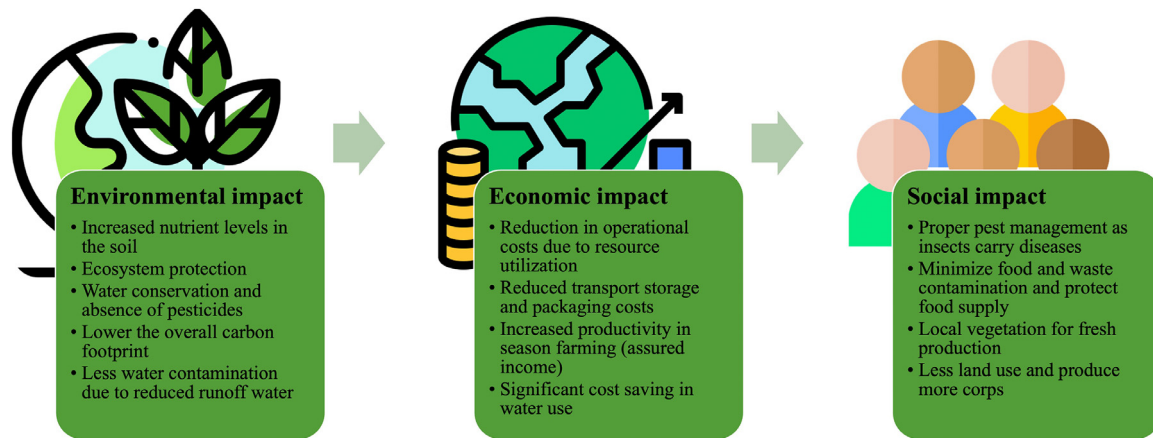 Environmental impact
• Increased nutrient levels in
the soil
• Ecosystem protection
• Water conservation and
absence of pesticides
• Lower the overall carbon
footprint
• Less water contamination
due to reduced runoff water
Economic impact
• Reduction in operational
costs due to resource
utilization
• Reduced transport storage
and packaging costs
• Increased productivity in
season farming (assured
income)
• Significant cost saving in
water use
Social impact
• Proper pest management as
insects carry diseases
• Minimize food and waste
contamination and protect
food supply
• Local vegetation for fresh
production
• Less land use and produce
more corps